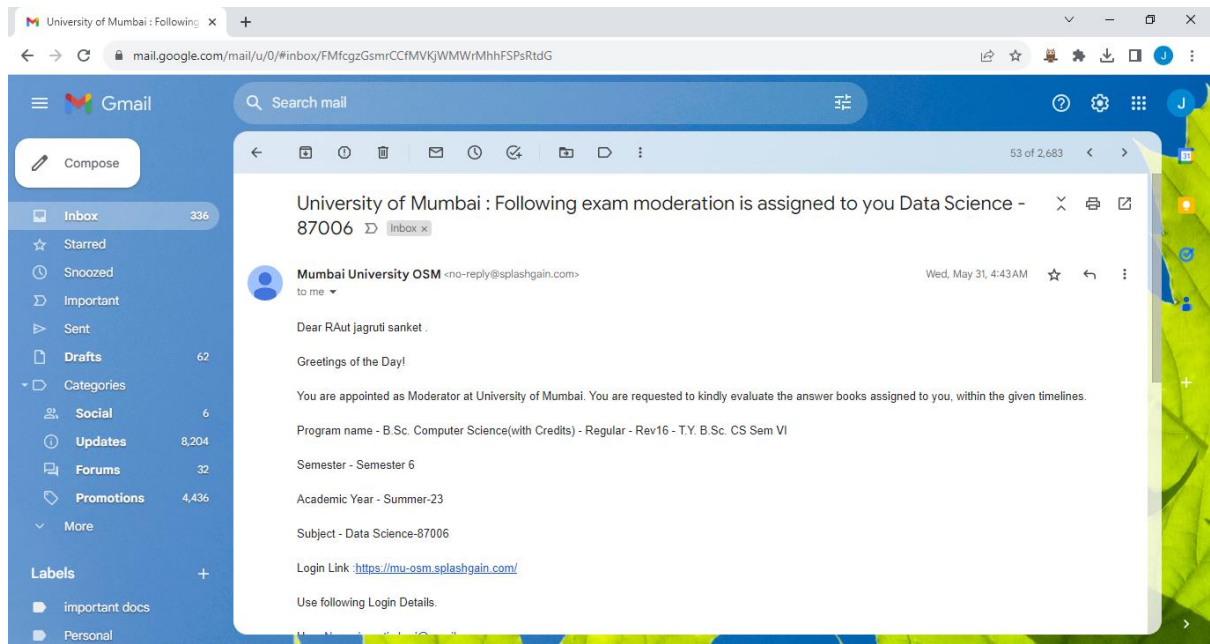 University of Mumbai : Following
mail.google.com/mail/u/0/#inbox/FMfcgzGsmrCCfMVKjWMWrMhhFSPsRtdG
J
Gmail
Search mail
J
Compose
53 of 2,683
31
Inbox 336
Starred
Snoozed
Important
Sent
Drafts 62
Categories
Social 6
Updates 8,204
Forums 32
Promotions 4,436
More
Labels
important docs
Personal
University of Mumbai : Following exam moderation is assigned to you Data Science -
87006 Inbox x
Mumbai University OSM <no-reply@splashgain.com> Wed, May 31, 4:43 AM
to me
Dear RAut jagruti sanket .
Greetings of the Day!
You are appointed as Moderator at University of Mumbai. You are requested to kindly evaluate the answer books assigned to you, within the given timelines.
Program name - B.Sc. Computer Science(with Credits) - Regular - Rev16 - T.Y. B.Sc. CS Sem VI
Semester - Semester 6
Academic Year - Summer-23
Subject - Data Science-87006
Login Link :https://mu-osm.splashgain.com/
Use following Login Details.